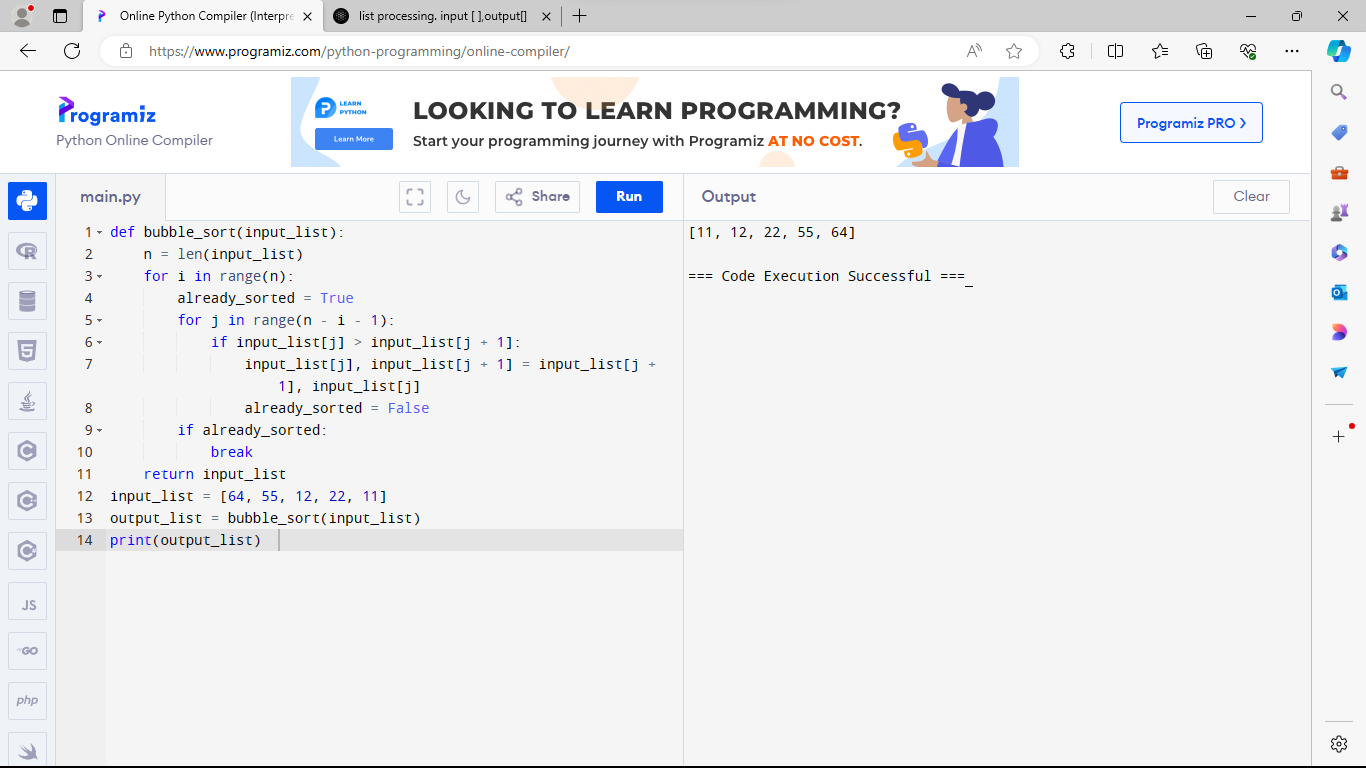 Online Python Compiler (Interpre
list processing. input [ ],output[]
https://www.programiz.com/python-programming/online-compiler/
Programiz
Python Online Compiler
LEARN
PYTHON
Learn More
LOOKING TO LEARN PROGRAMMING?
Start your programming journey with Programiz AT NO COST.
Programiz PRO
main.py
Share
Run
Output
Clear
1 def bubble_sort(input_list):
2 n = len(input_list)
3 for i in range(n):
4 already_sorted = True
5 for j in range(n - i - 1):
6 if input_list[j] > input_list[j + 1]:
7 input_list[j], input_list[j + 1] = input_list[j +
1], input_list[j]
8 already_sorted = False
9 if already_sorted:
10 break
11 return input_list
12 input_list = [64, 55, 12, 22, 11]
13 output_list = bubble_sort(input_list)
14 print(output_list)
[11, 12, 22, 55, 64]
=== Code Execution Successful ===
JS
GO
php